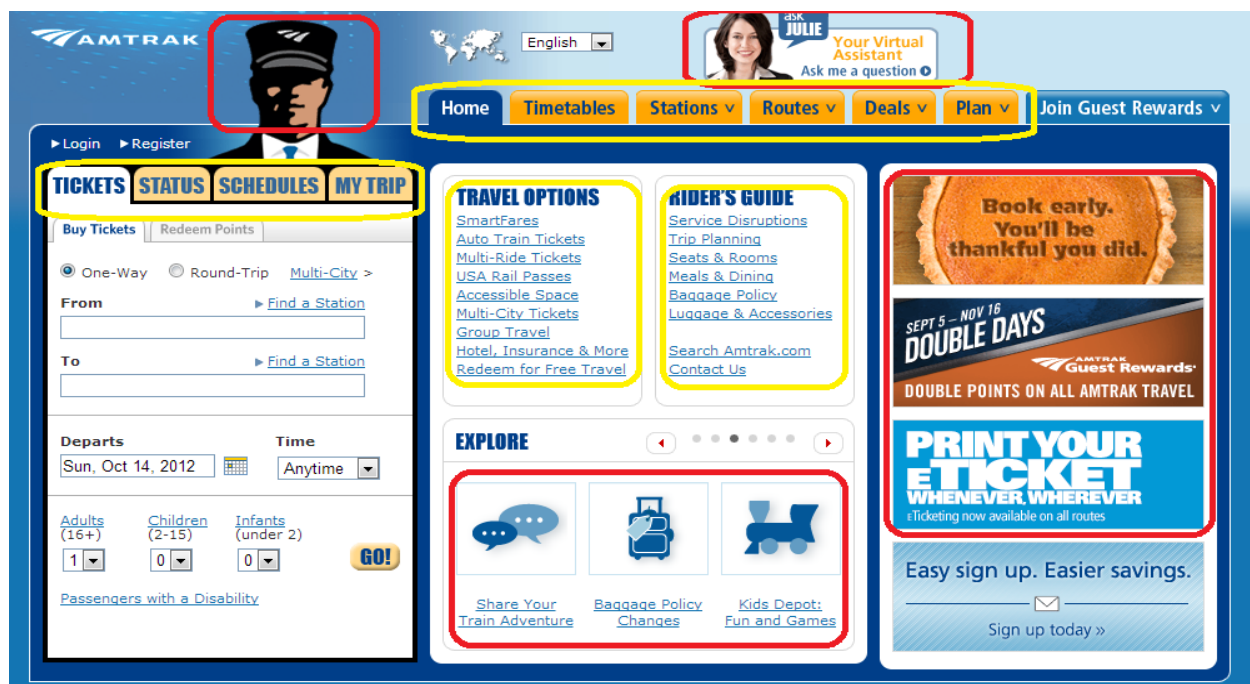 AMTRAK
English
ask
JULIE
Your Virtual
Assistant
Ask me a question
Home Timetables Stations v Routes v Deals v Plan v Join Guest Rewards v
Login Register
TICKETS STATUS SCHEDULES MY TRIP
Buy Tickets Redeem Points
One-Way Round-Trip Multi-City >
From Find a Station
To Find a Station
Departs Time
Sun, Oct 14, 2012 Anytime
Adults Children Infants
(16+) (2-15) (under 2)
1 0 0 GO!
Passengers with a Disability
TRAVEL OPTIONS
SmartFares
Auto Train Tickets
Multi-Ride Tickets
USA Rail Passes
Accessible Space
Multi-City Tickets
Group Travel
Hotel, Insurance & More
Redeem for Free Travel
RIDER'S GUIDE
Service Disruptions
Trip Planning
Seats & Rooms
Meals & Dining
Baggage Policy
Luggage & Accessories
Search Amtrak.com
Contact Us
EXPLORE
Share Your
Train Adventure
Baggage Policy
Changes
Kids Depot:
Fun and Games
Book early.
You'll be
thankful you did.
SEPT 5 – NOV 16
DOUBLE DAYS
AMTRAK
Guest Rewards
DOUBLE POINTS ON ALL AMTRAK TRAVEL
PRINT YOUR
eTICKET
WHENEVER, WHEREVER
eTicketing now available on all routes
Easy sign up. Easier savings.
Sign up today »